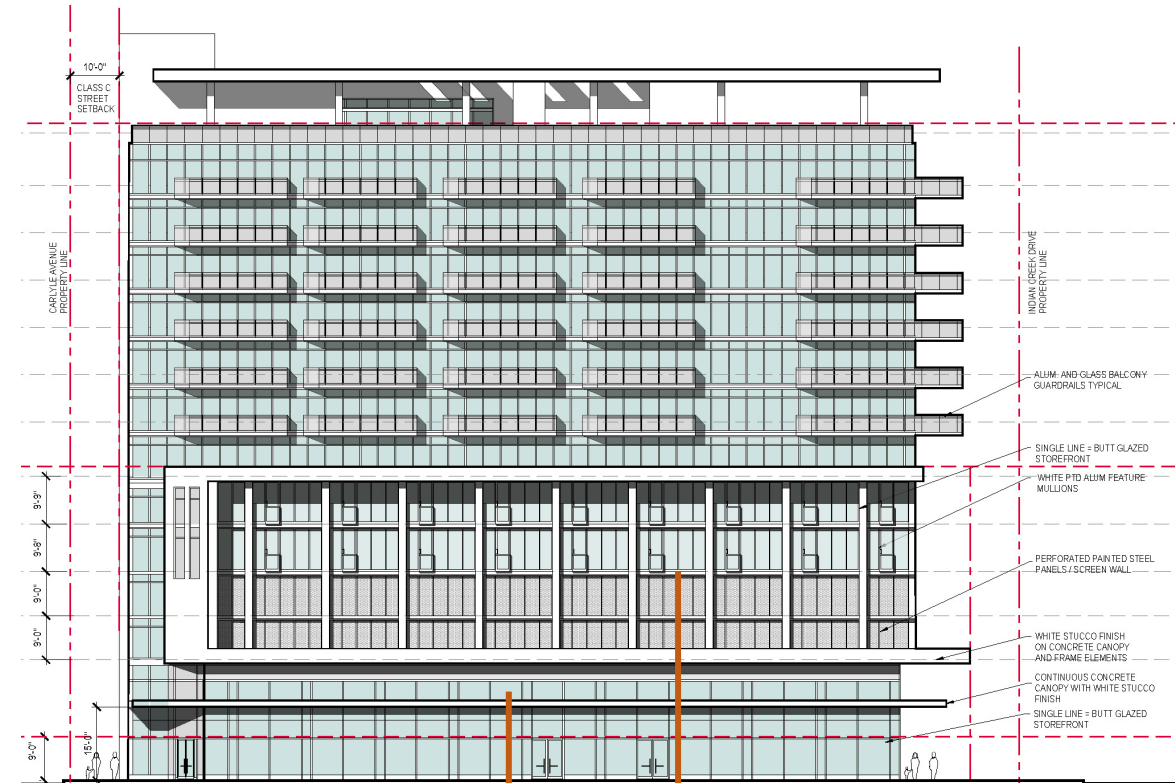 10'-0"
CLASS C
STREET
SETBACK
CARLYLE AVENUE
PROPERTY LINE
INDIAN CREEK DRIVE
PROPERTY LINE
ALUM. AND GLASS BALCONY
GUARDRAILS TYPICAL
SINGLE LINE = BUTT GLAZED
STOREFRONT
WHITE PTD ALUM FEATURE
MULLIONS
9'-9"
9'-8"
9'-0"
9'-0"
PERFORATED PAINTED STEEL
PANELS / SCREEN WALL
WHITE STUCCO FINISH
ON CONCRETE CANOPY
AND FRAME ELEMENTS
CONTINUOUS CONCRETE
CANOPY WITH WHITE STUCCO
FINISH
SINGLE LINE = BUTT GLAZED
STOREFRONT
15'-0"
9'-0"